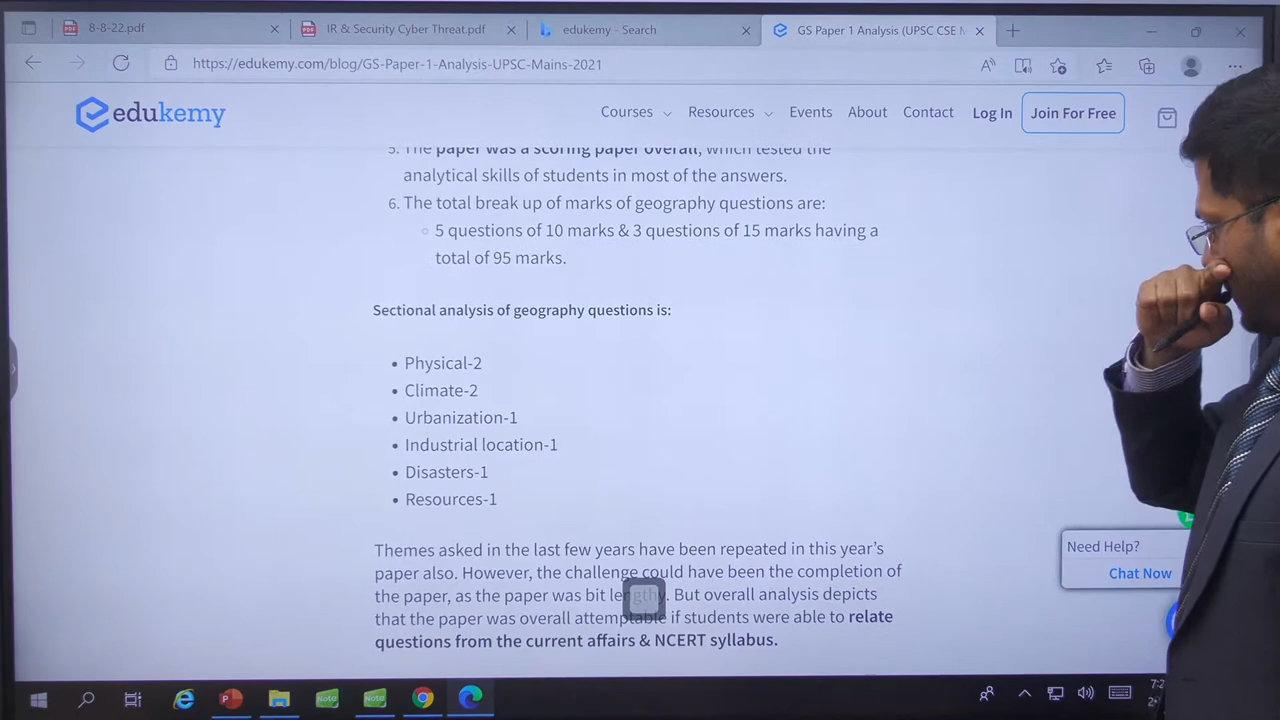 8-8-22.pdf
IR & Security Cyber Threat.pdf
edukemy - Search
GS Paper 1 Analysis (UPSC CSE M
https://edukemy.com/blog/GS-Paper-1-Analysis-UPSC-Mains-2021
edukemy
Courses Resources Events About Contact Log In Join For Free
5. The paper was a scoring paper overall, which tested the
analytical skills of students in most of the answers.
6. The total break up of marks of geography questions are:
5 questions of 10 marks & 3 questions of 15 marks having a
total of 95 marks.
Sectional analysis of geography questions is:
• Physical-2
• Climate-2
• Urbanization-1
• Industrial location-1
• Disasters-1
• Resources-1
Themes asked in the last few years have been repeated in this year's
paper also. However, the challenge could have been the completion of
the paper, as the paper was bit lengthy. But overall analysis depicts
that the paper was overall attemptable if students were able to relate
questions from the current affairs & NCERT syllabus.
Need Help?
Chat Now